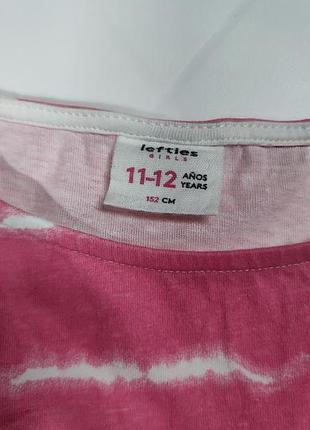 lefties
GIRLS
11-12 AÑOS
YEARS
152 CM